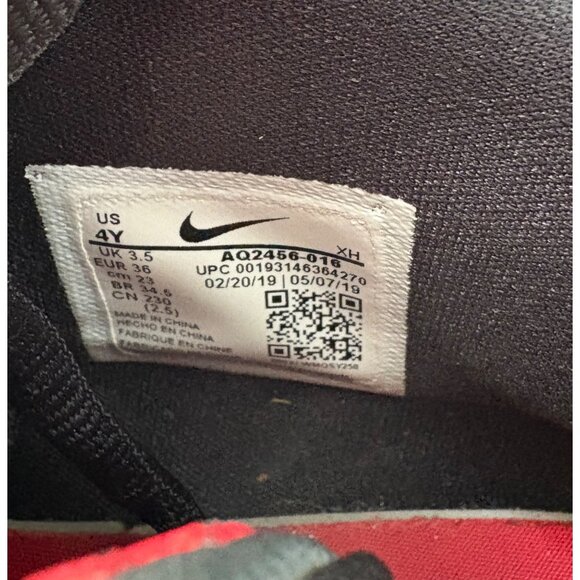 US
4Y
UK 3.5
EUR 36
cm 23
BR 34.5
CN 230
(2.5)
MADE IN CHINA
HECHO EN CHINA
FABRIQUE EN CHINE
XH
AQ2456-016
UPC 00193146364270
02/20/19 | 05/07/19